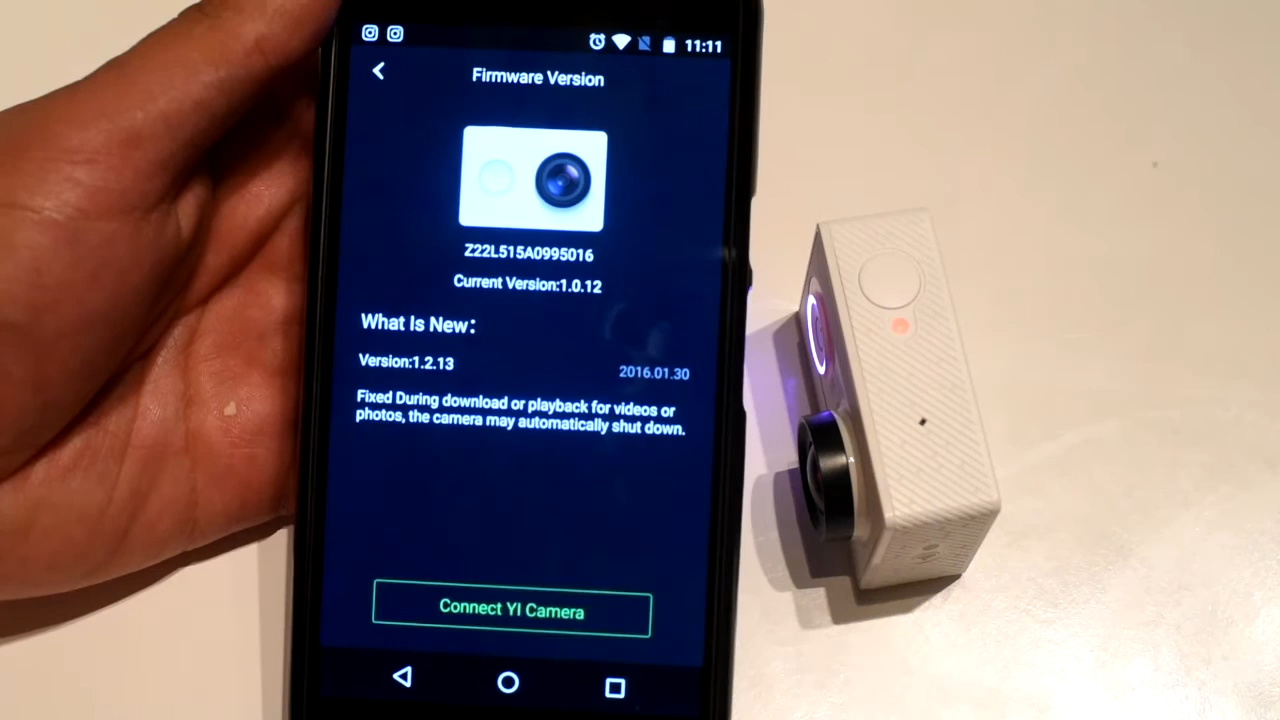 11:11
Firmware Version
Z22L515A0995016
Current Version:1.0.12
What Is New:
Version:1.2.13
2016.01.30
Fixed During download or playback for videos or
photos, the camera may automatically shut down.
Connect YI Camera